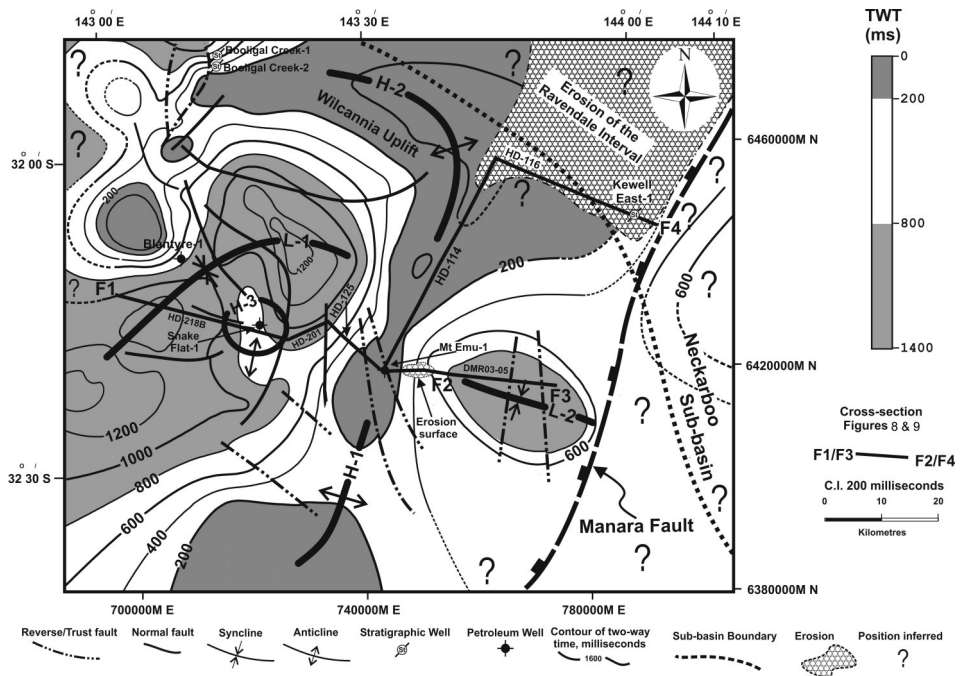 143 00 E
143 30 E
144 00 E
144 10 E
o /
o /
o /
o /
TWT
(ms)
0
200
800
1400
Booligal Creek-1
Booligal Creek-2
St
St
?
?
?
?
N
H-2
Wilcannia Uplift
Erosion of the
Ravendale Interval
6460000M N
o /
32 00 S
?
?
200
HD-116
Kewell
East-1
St
F4
?
?
Blantyre-1
L-1
1200
HD-114
200
600
?
?
F1
HD-218B
H-3
HD-125
HD-201
Snake
Flat-1
Mt Emu-1
DMR03-05
6420000M N
F2
F3
L-2
Erosion
surface
600
Neckarboo
Sub-basin
?
1200
1000
800
600
400
200
o /
32 30 S
H-1
Manara Fault
?
?
?
6380000M N
Cross-section
Figures 8 & 9
F1/F3
F2/F4
C.I. 200 milliseconds
0 10 20
Kilometres
700000M E
740000M E
780000M E
Reverse/Trust fault
Normal fault
Syncline
Anticline
Stratigraphic Well
St
Petroleum Well
Contour of two-way
time, milliseconds
1600
Sub-basin Boundary
Erosion
Position inferred
?